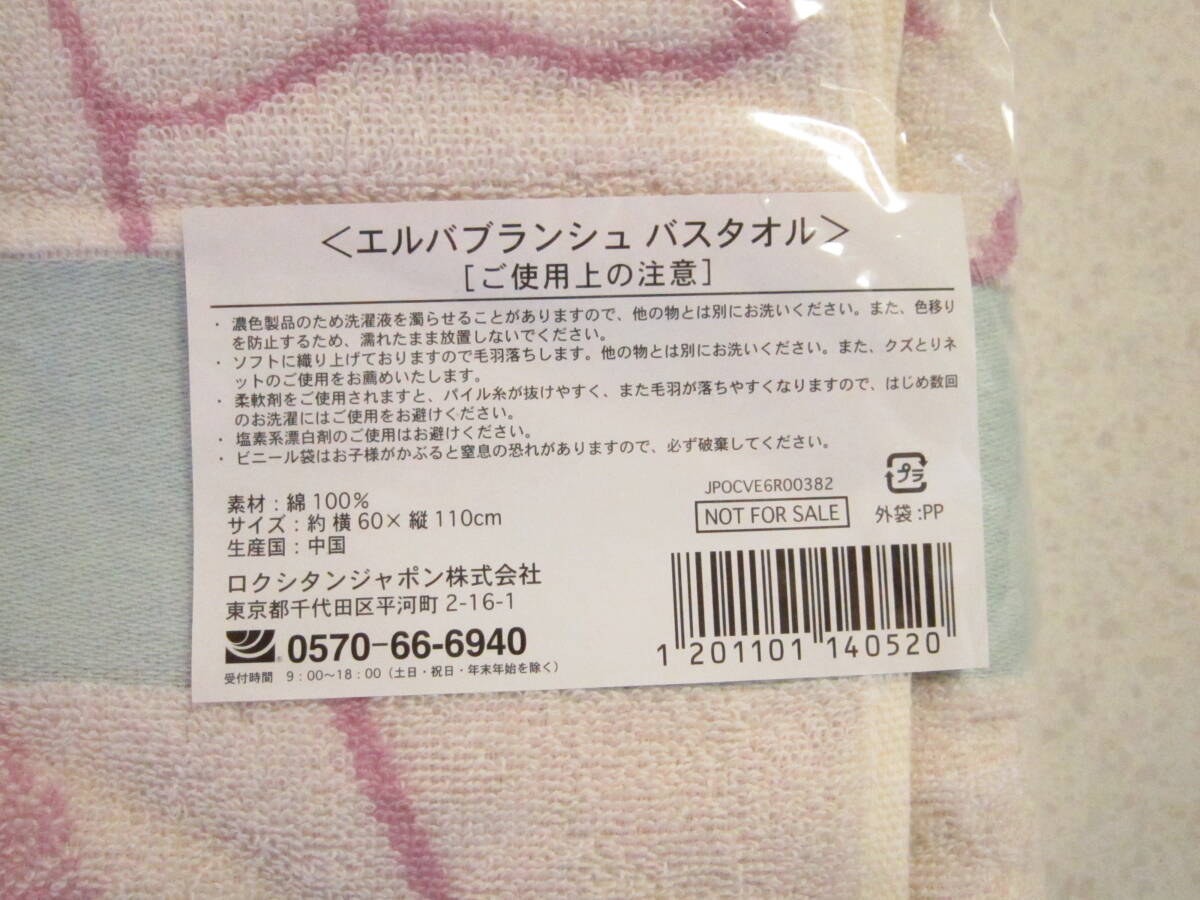 ＜エルバブランシュ バスタオル＞
［ご使用上の注意］
・ 濃色製品のため洗濯液を濁らせることがありますので、他の物とは別にお洗いください。また、色移り
を防止するため、濡れたまま放置しないでください。
・ ソフトに織り上げておりますので毛羽落ちします。他の物とは別にお洗いください。また、クズとりネ
ットのご使用をお薦めいたします。
・ 柔軟剤をご使用されますと、パイル糸が抜けやすく、また毛羽が落ちやすくなりますので、はじめ数回
のお洗濯にはご使用をお避けください。
・ 塩素系漂白剤のご使用はお避けください。
・ ビニール袋はお子様がかぶると窒息の恐れがありますので、必ず破棄してください。
素材：綿 100%
サイズ：約 横 60× 縦 110cm
生産国：中国
JPOCVE6R00382
NOT FOR SALE
プラ
外袋:PP
ロクシタンジャポン株式会社
東京都千代田区平河町 2-16-1
0570-66-6940
受付時間 9：00〜18：00（土日・祝日・年末年始を除く）
1 201101 140520